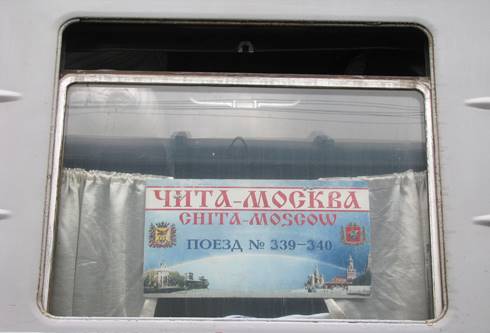 ЧИТА-МОСКВА
CHITA-MOSCOW
ПОЕЗД № 339-340